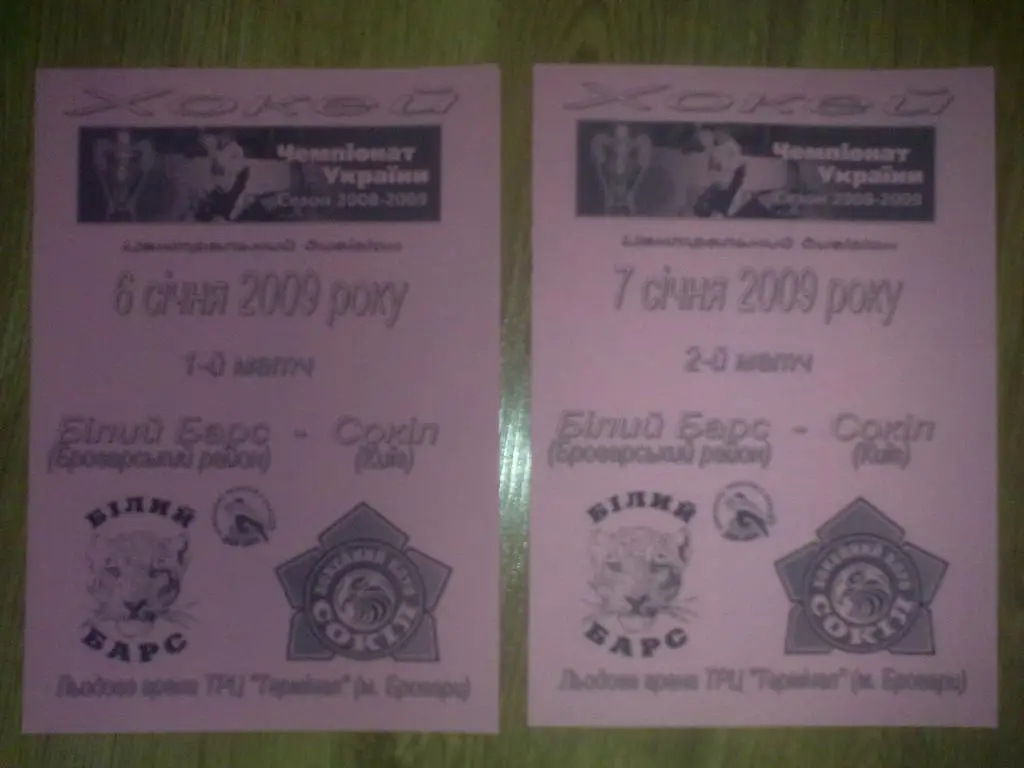 Хокей
Чемпіонат
України
Сезон 2008-2009
Центральний дивізіон
6 січня 2009 року
1-й матч
Білий Барс - Сокіл
(Броварський район) (Київ)
БІЛИЙ
БАРС
СОКІЛ
Льодова арена ТРЦ "Термінал" (м. Бровари)
Хокей
Чемпіонат
України
Сезон 2008-2009
Центральний дивізіон
7 січня 2009 року
2-й матч
Білий Барс - Сокіл
(Броварський район) (Київ)
БІЛИЙ
БАРС
СОКІЛ
Льодова арена ТРЦ "Термінал" (м. Бровари)